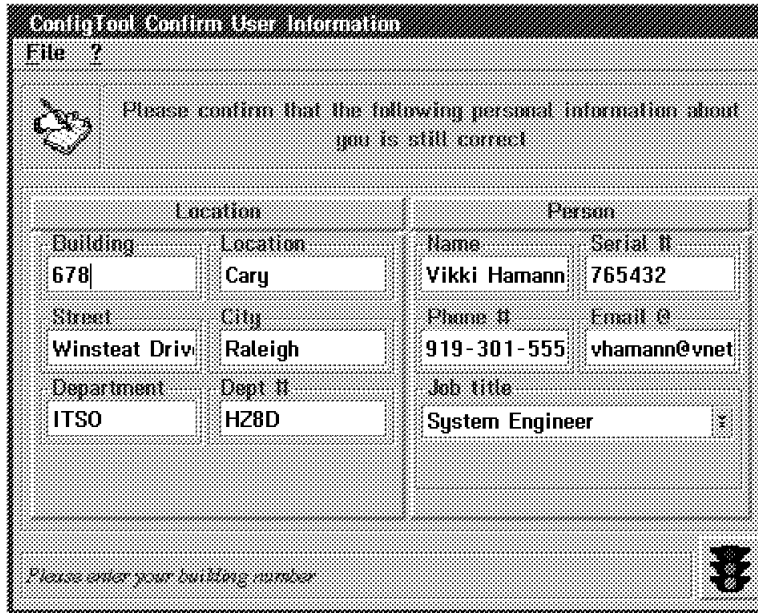 ConfigTool Confirm User Information
File ?
Please confirm that the following personal information about
you is still correct
Location Person
Building Location Name Serial #
678 Cary Vikki Hamann 765432
Street City Phone # Email @
Winsteat Driv Raleigh 919-301-555 vhamann@vnet
Department Dept # Job title
ITSO HZ8D System Engineer
Please enter your building number